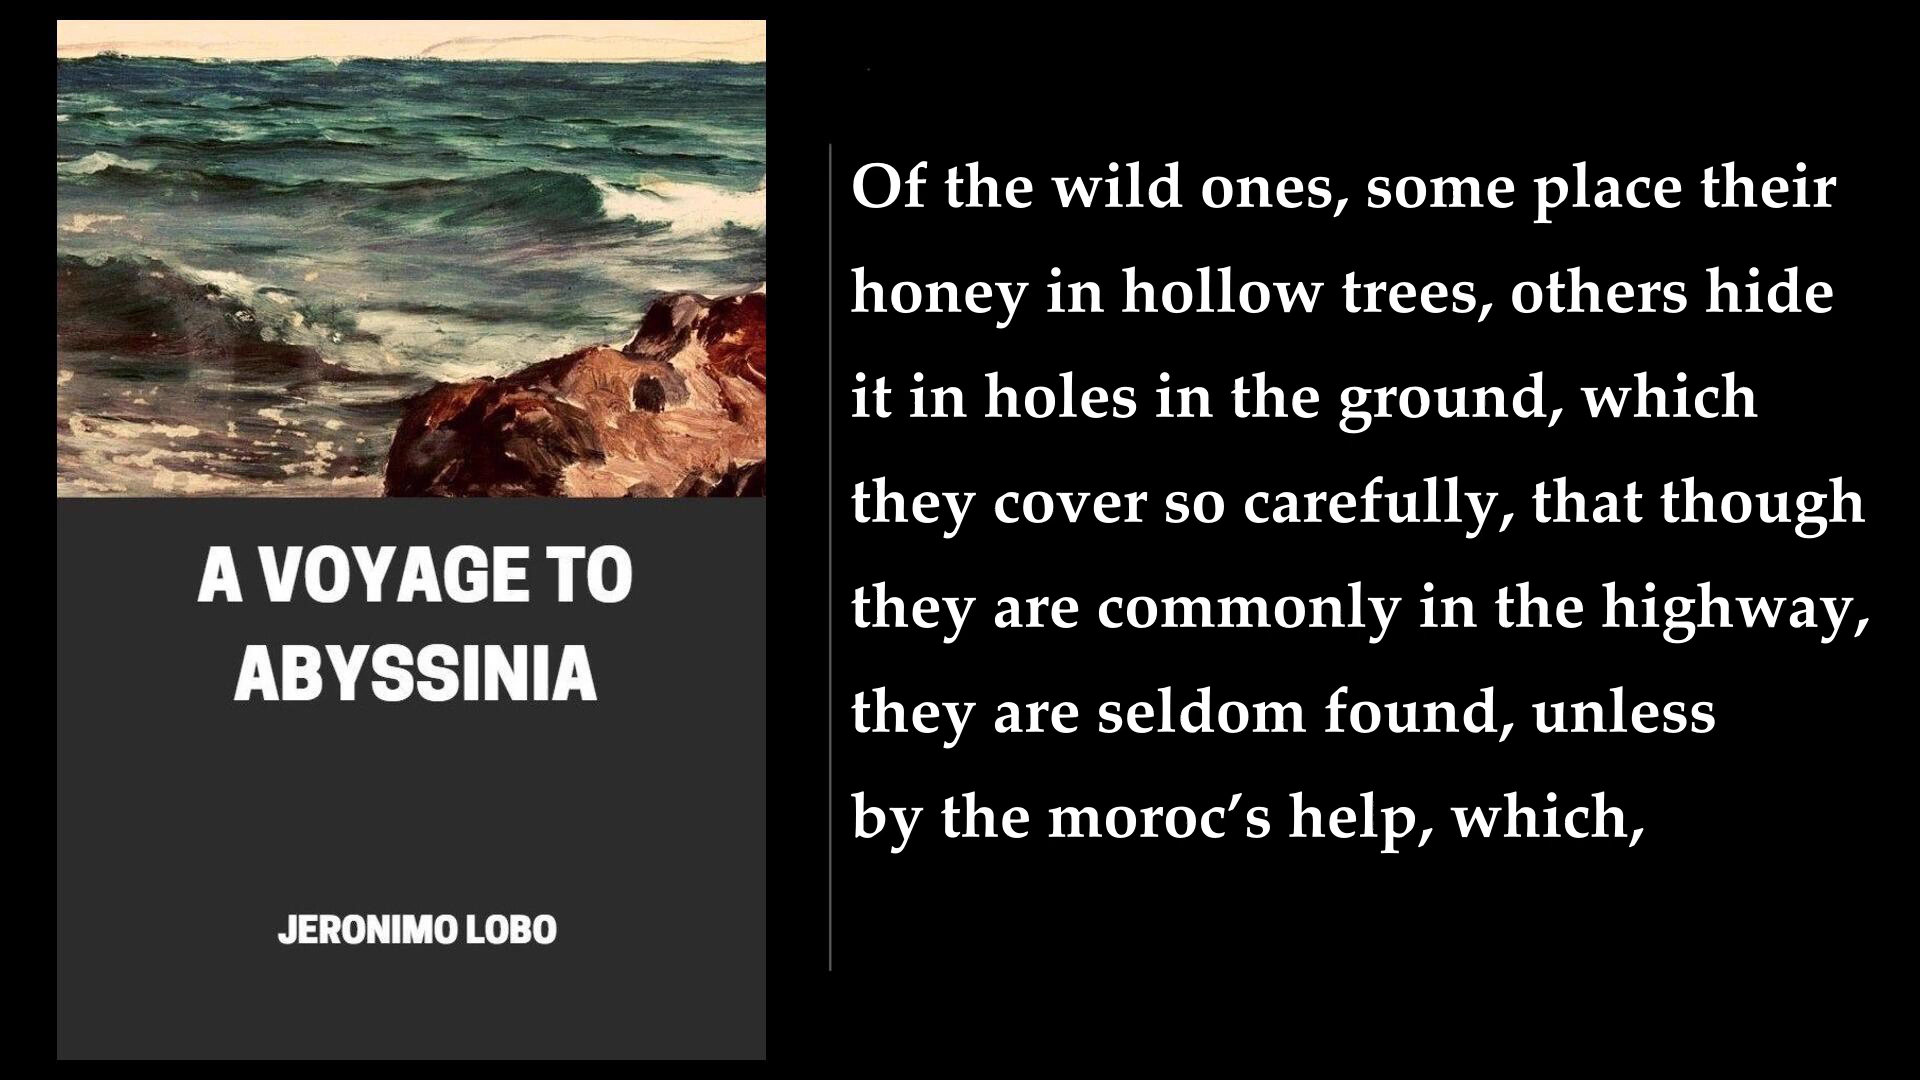 A VOYAGE TO
ABYSSINIA
JERONIMO LOBO
Of the wild ones, some place their
honey in hollow trees, others hide
it in holes in the ground, which
they cover so carefully, that though
they are commonly in the highway,
they are seldom found, unless
by the moroc’s help, which,